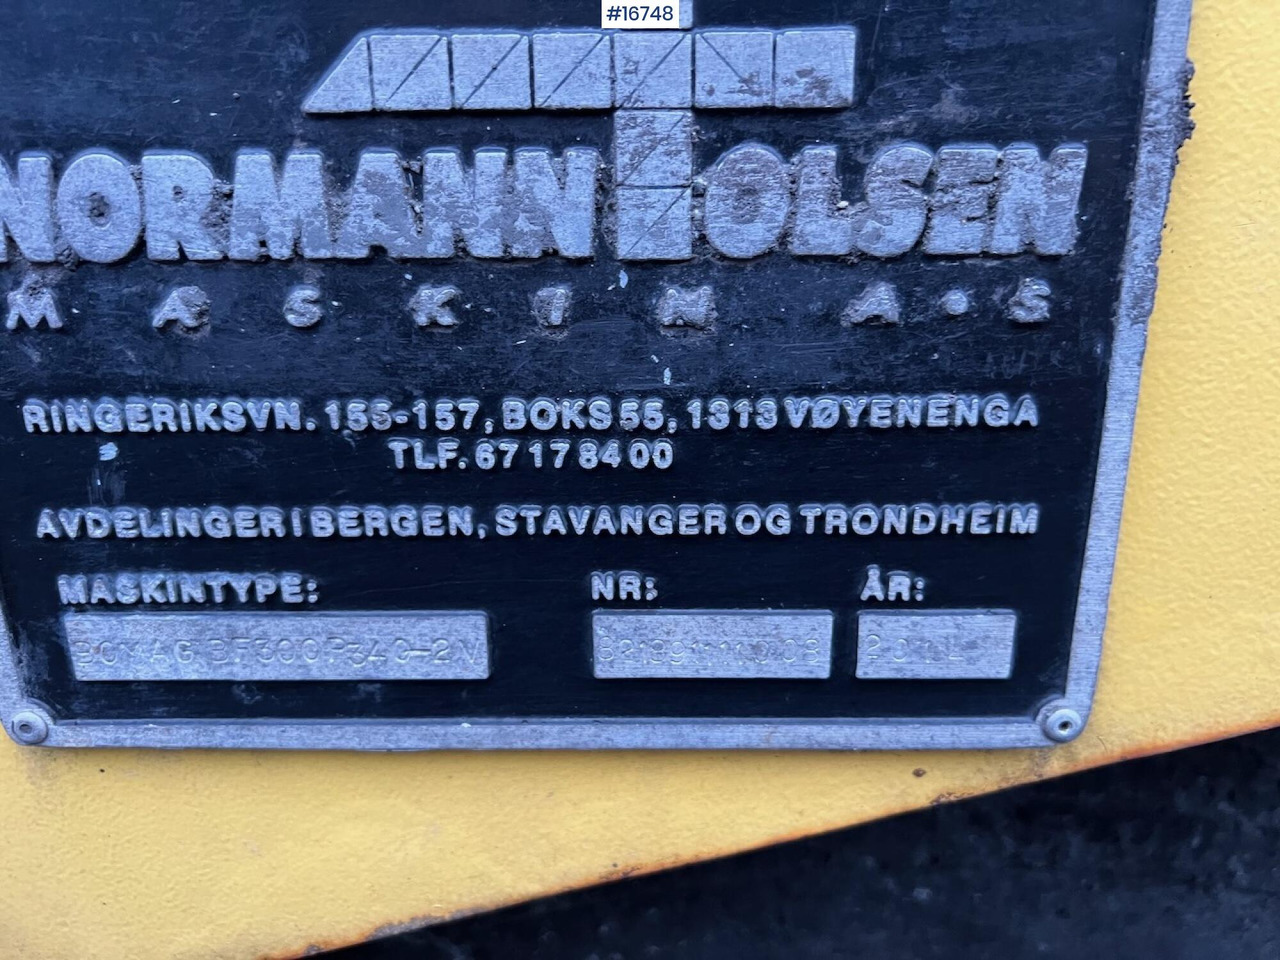 #16748
NORMANN OLSEN
MASKIN A·S
RINGERIKSVN. 155-157, BOKS 55, 1313 VØYENENGA
TLF. 67 17 84 00
AVDELINGER I BERGEN, STAVANGER OG TRONDHEIM
MASKINTYPE: NR: ÅR:
BOMAG